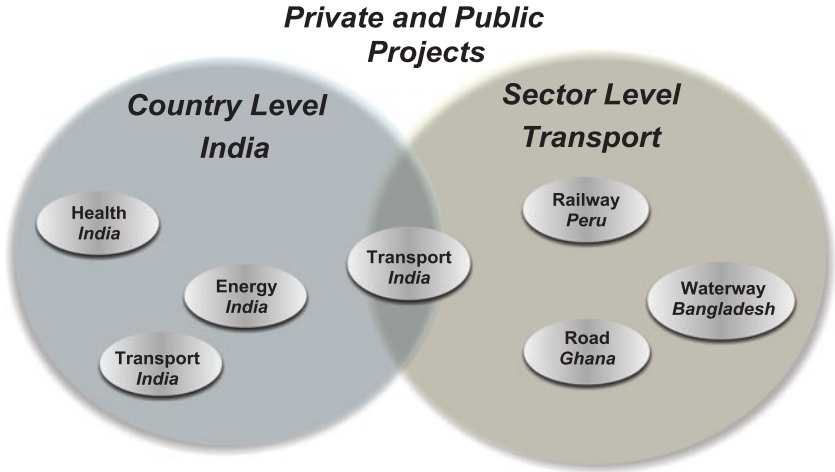 Private and Public
Projects
Country Level
India
Sector Level
Transport
Health
India
Energy
India
Transport
India
Transport
India
Railway
Peru
Waterway
Bangladesh
Road
Ghana